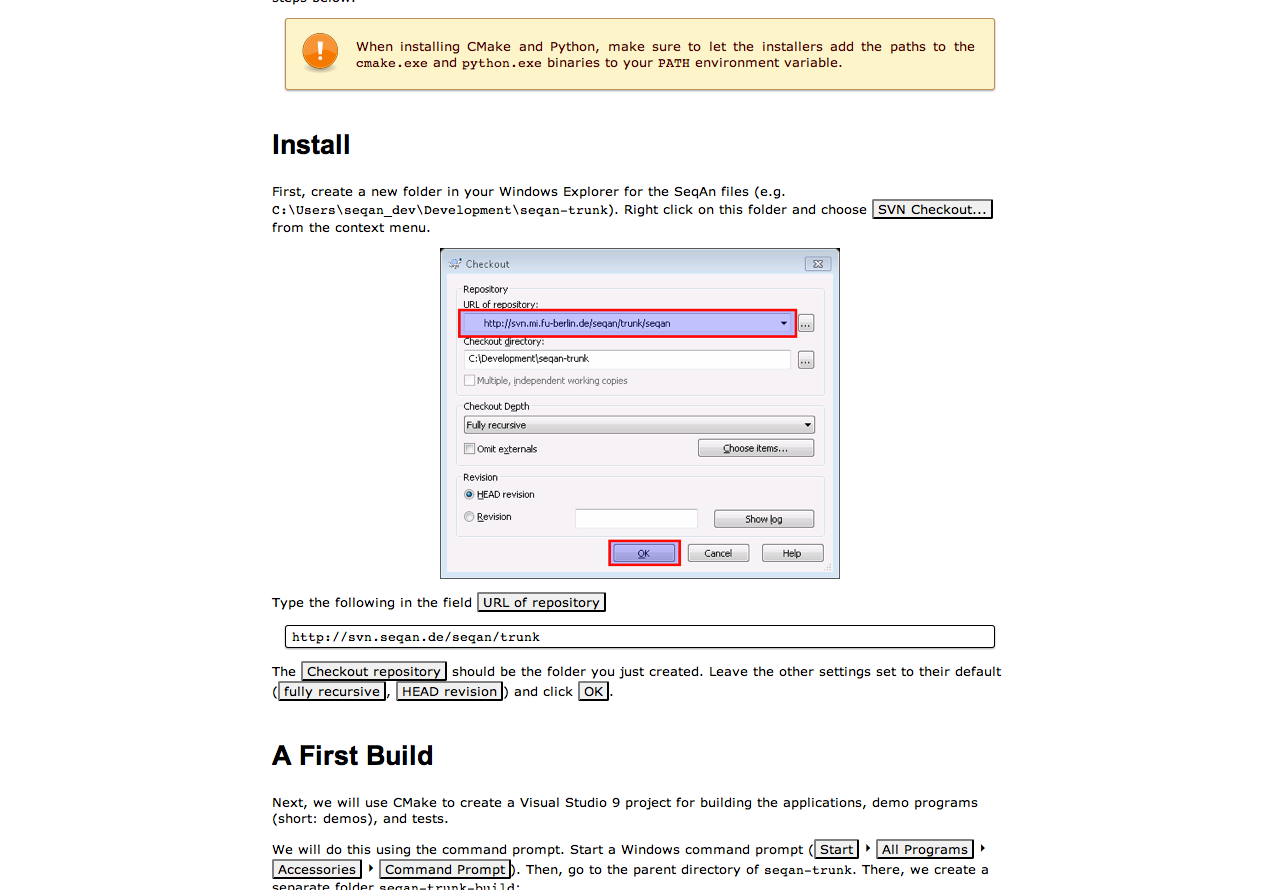 steps below.
When installing CMake and Python, make sure to let the installers add the paths to the
cmake.exe and python.exe binaries to your PATH environment variable.
Install
First, create a new folder in your Windows Explorer for the SeqAn files (e.g.
C:\Users\seqan_dev\Development\seqan-trunk). Right click on this folder and choose SVN Checkout...
from the context menu.
Checkout
Repository
URL of repository:
http://svn.mi.fu-berlin.de/seqan/trunk/seqan
...
Checkout directory:
C:\Development\seqan-trunk
...
Multiple, independent working copies
Checkout Depth
Fully recursive
Omit externals
Choose items...
Revision
HEAD revision
Revision
Show log
OK
Cancel
Help
Type the following in the field URL of repository
http://svn.seqan.de/seqan/trunk
The Checkout repository should be the folder you just created. Leave the other settings set to their default
(fully recursive, HEAD revision) and click OK.
A First Build
Next, we will use CMake to create a Visual Studio 9 project for building the applications, demo programs
(short: demos), and tests.
We will do this using the command prompt. Start a Windows command prompt (Start ‣ All Programs ‣
Accessories ‣ Command Prompt). Then, go to the parent directory of seqan-trunk. There, we create a
separate folder seqan-trunk-build: